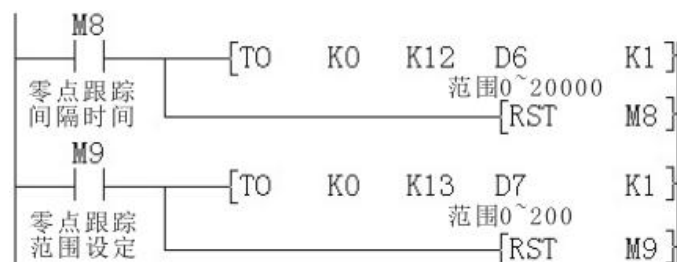 M8
[TO K0 K12 D6 K1]
零点跟踪
间隔时间
范围0~20000
[RST M8]
M9
[TO K0 K13 D7 K1]
零点跟踪
范围设定
范围0~200
[RST M9]